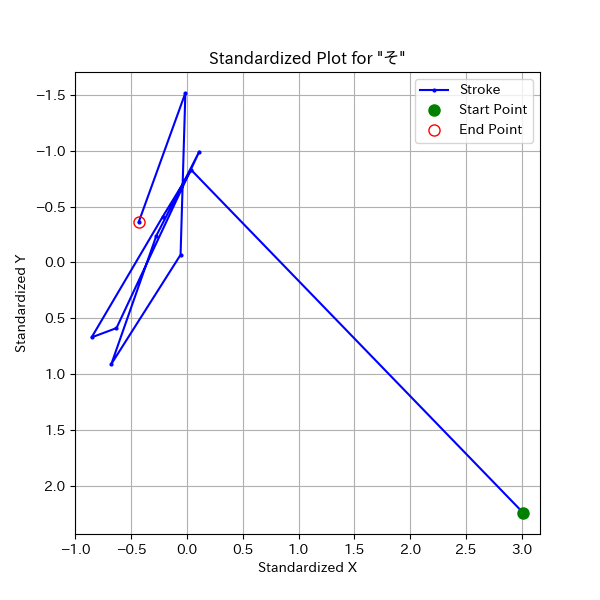 Standardized Plot for "そ"
Stroke
Start Point
End Point
−1.5
−1.0
−0.5
0.0
0.5
1.0
1.5
2.0
Standardized Y
−1.0 −0.5 0.0 0.5 1.0 1.5 2.0 2.5 3.0
Standardized X